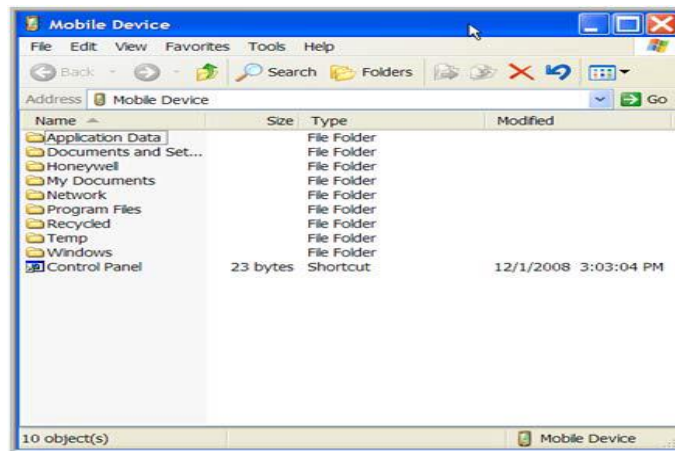 Mobile Device
File Edit View Favorites Tools Help
Back Search Folders
Address Mobile Device Go
Name Size Type Modified
Application Data File Folder
Documents and Set... File Folder
Honeywell File Folder
My Documents File Folder
Network File Folder
Program Files File Folder
Recycled File Folder
Temp File Folder
Windows File Folder
Control Panel 23 bytes Shortcut 12/1/2008 3:03:04 PM
10 object(s) Mobile Device